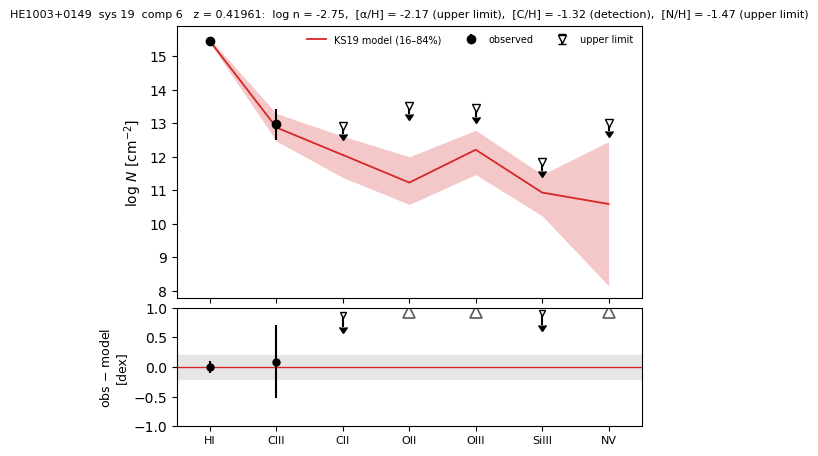 HE1003+0149  sys 19  comp 6   z = 0.41961:  log n = -2.75,  [α/H] = -2.17 (upper limit),  [C/H] = -1.32 (detection),  [N/H] = -1.47 (upper limit)
KS19 model (16–84%)
observed
upper limit
log N [cm⁻²]
15
14
13
12
11
10
9
8
obs − model
[dex]
1.0
0.5
0.0
−0.5
−1.0
HI
CIII
CII
OII
OIII
SiIII
NV